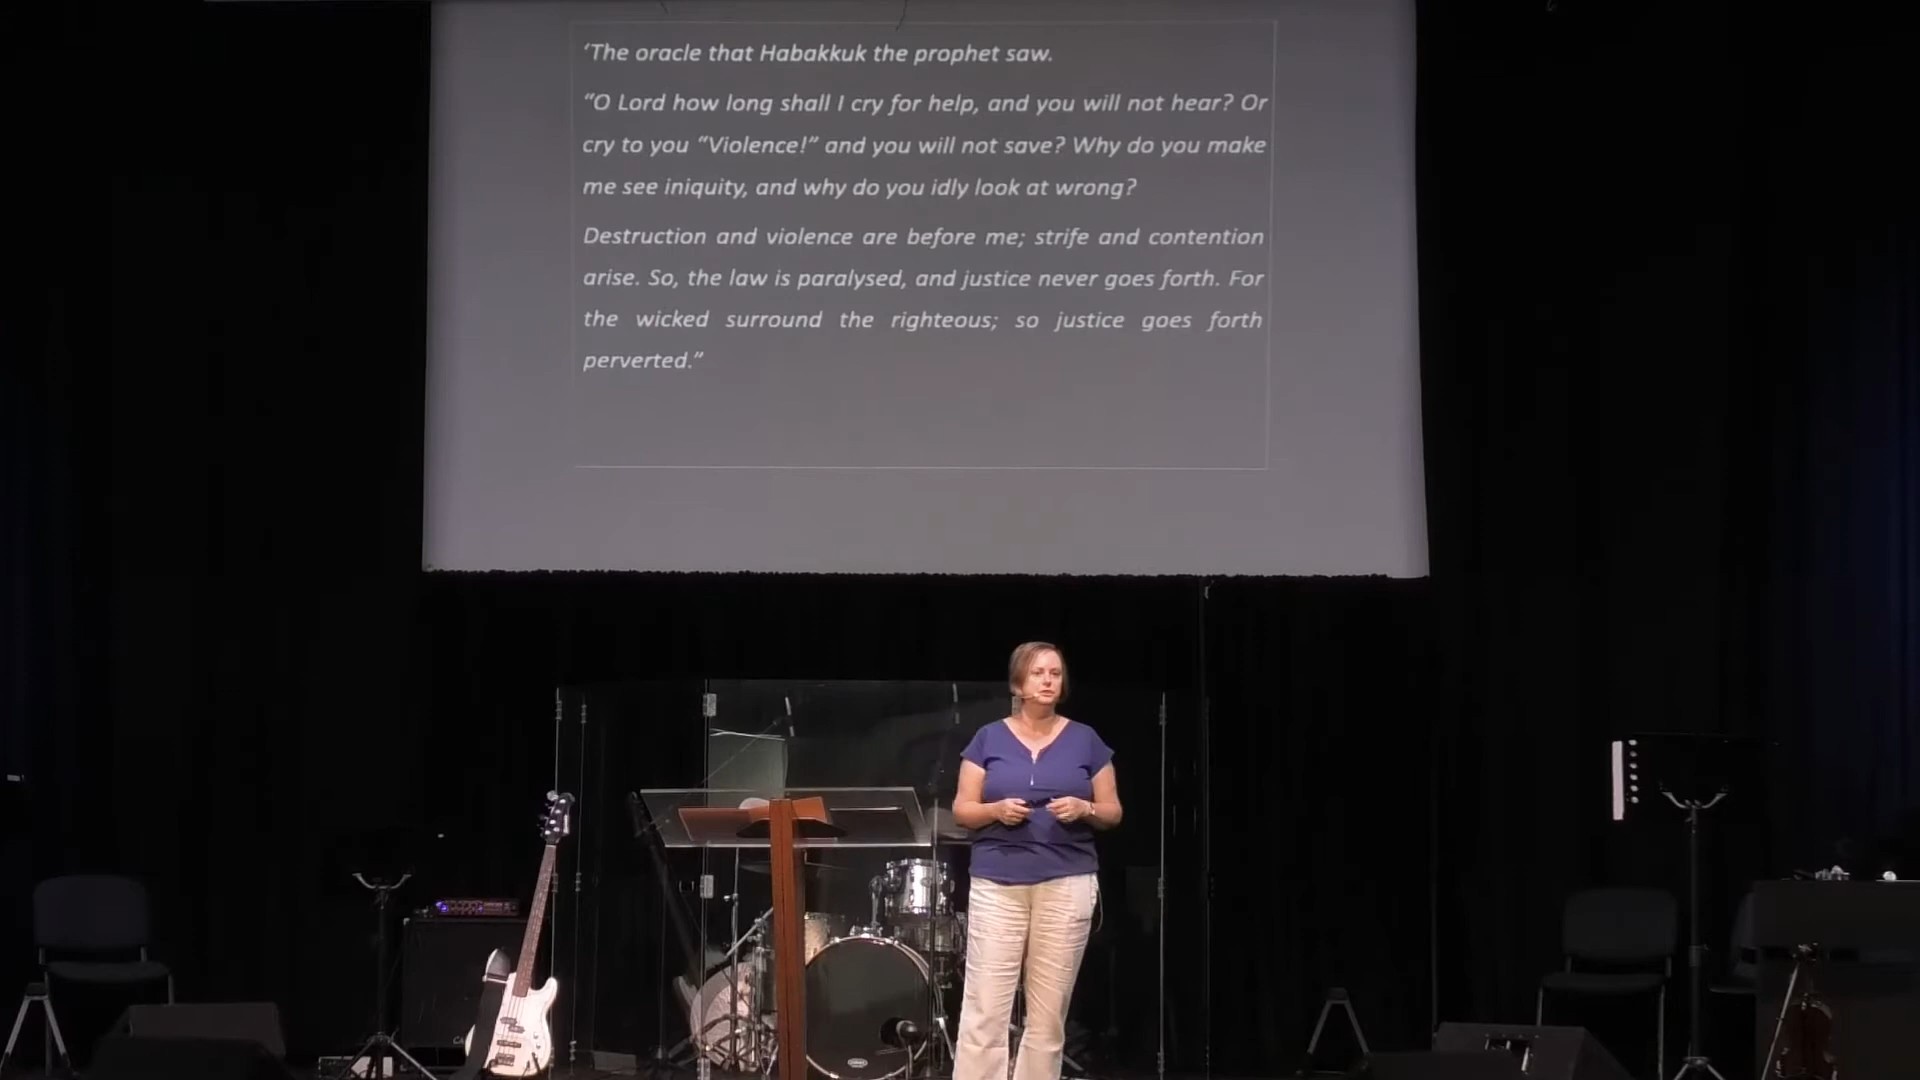 ‘The oracle that Habakkuk the prophet saw.
“O Lord how long shall I cry for help, and you will not hear? Or
cry to you “Violence!” and you will not save? Why do you make
me see iniquity, and why do you idly look at wrong?
Destruction and violence are before me; strife and contention
arise. So, the law is paralysed, and justice never goes forth. For
the wicked surround the righteous; so justice goes forth
perverted.”